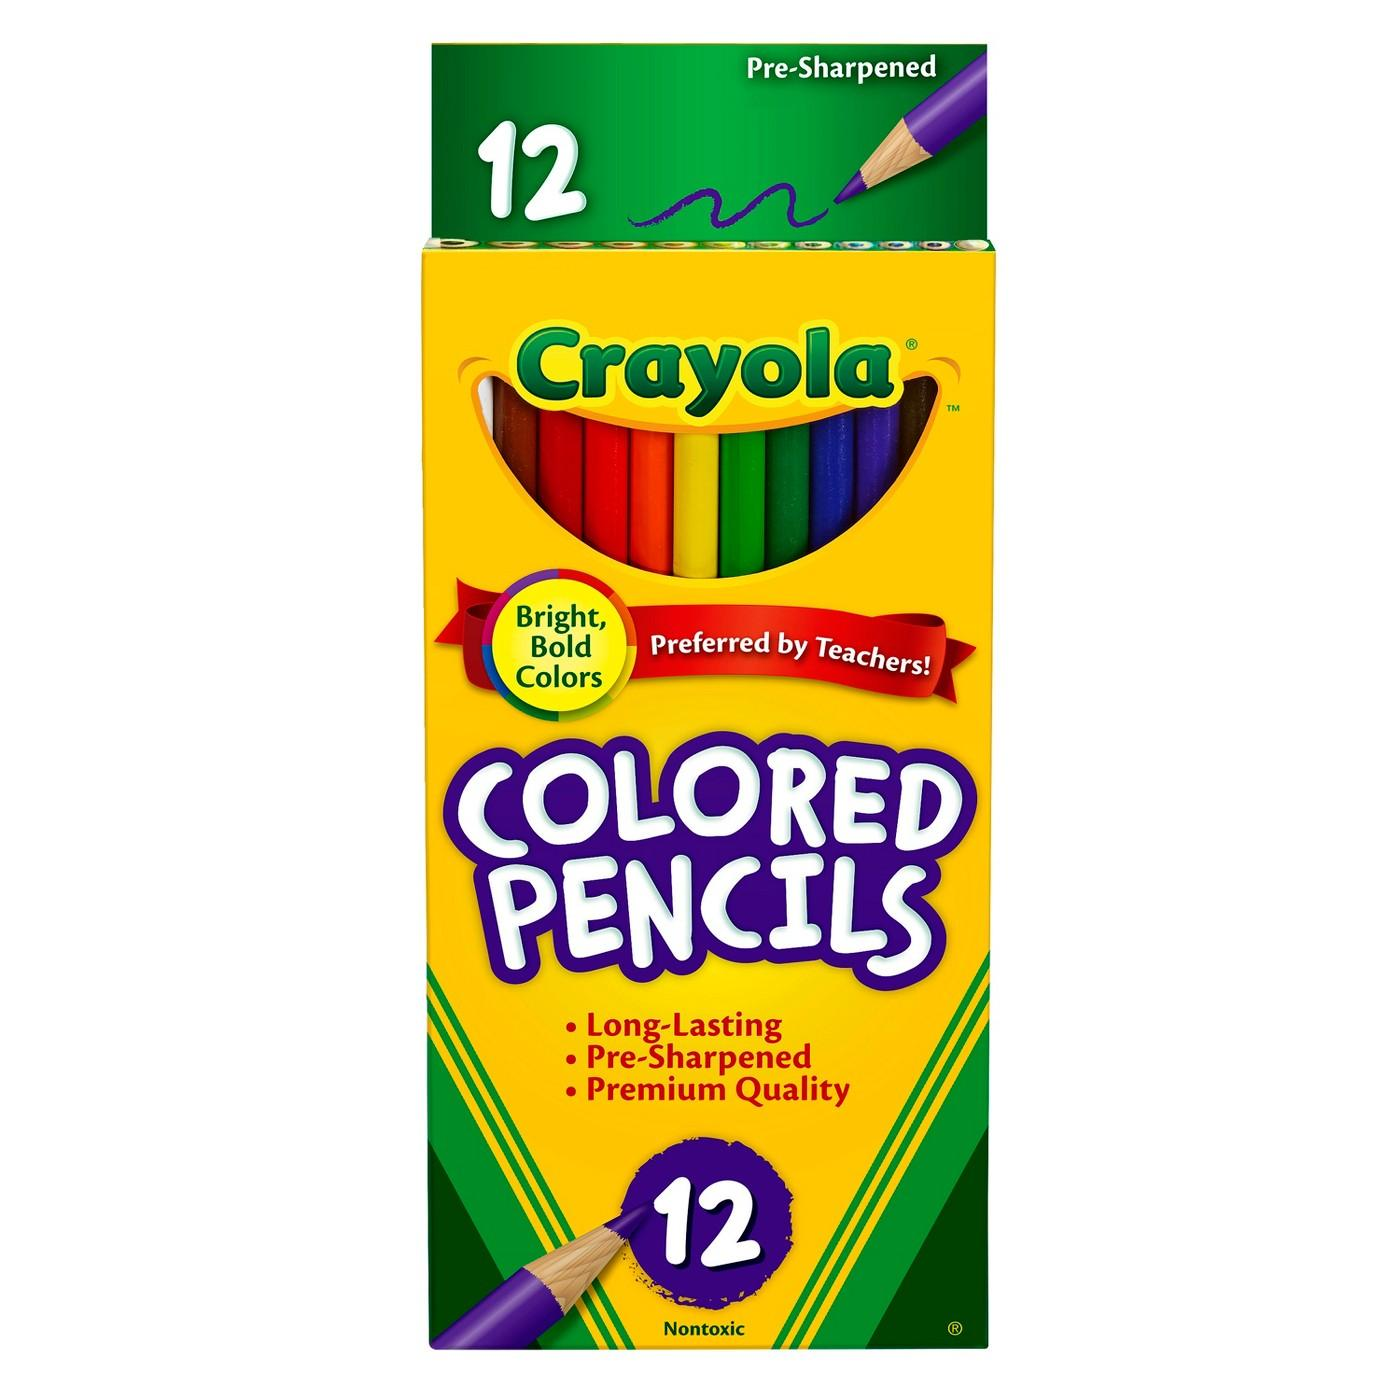 Pre-Sharpened
12
Crayola®
™
Bright,
Bold
Colors
Preferred by Teachers!
COLORED
PENCILS
• Long-Lasting
• Pre-Sharpened
• Premium Quality
12
Nontoxic
®